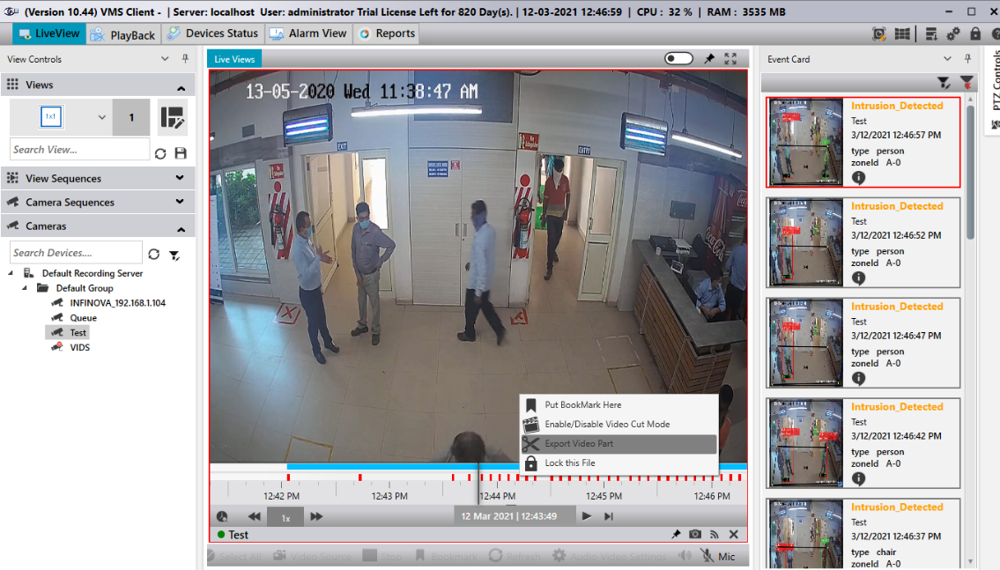 (Version 10.44) VMS Client - | Server: localhost User: administrator Trial License Left for 820 Day(s). | 12-03-2021 12:46:59 | CPU : 32 % | RAM : 3535 MB
LiveView PlayBack Devices Status Alarm View Reports
View Controls
Views
1x1
1
Search View...
View Sequences
Camera Sequences
Cameras
Search Devices....
Default Recording Server
Default Group
INFINOVA_192.168.1.104
Queue
Test
VIDS
Live Views
13-05-2020 Wed 11:38:47 AM
EXIT
ENTRY
Coca-Cola
Put BookMark Here
Enable/Disable Video Cut Mode
Export Video Part
Lock this File
12:42 PM 12:43 PM 12:44 PM 12:45 PM 12:46 PM
1x
12 Mar 2021 | 12:43:49
Test
Select All Video Source Stop Bookmark Refresh Auto Video Settings Mic
Event Card
Intrusion_Detected
Test
3/12/2021 12:46:57 PM
type person
zoneId A-0
Intrusion_Detected
Test
3/12/2021 12:46:52 PM
type person
zoneId A-0
Intrusion_Detected
Test
3/12/2021 12:46:47 PM
type person
zoneId A-0
Intrusion_Detected
Test
3/12/2021 12:46:42 PM
type person
zoneId A-0
Intrusion_Detected
Test
3/12/2021 12:46:37 PM
type chair
zoneId A-0
PTZ Controls